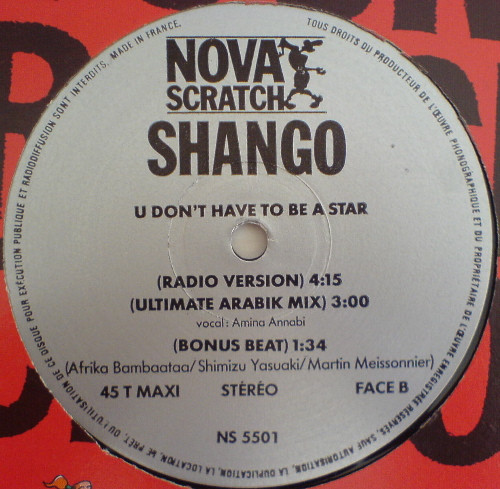 NOVA
SCRATCH
SHANGO
U DON'T HAVE TO BE A STAR
(RADIO VERSION) 4:15
(ULTIMATE ARABIK MIX) 3:00
vocal: Amina Annabi
(BONUS BEAT) 1:34
(Afrika Bambaataa/Shimizu Yasuaki/Martin Meissonnier)
45 T MAXI STÉRÉO FACE B
NS 5501
TOUS DROITS DU PRODUCTEUR DE L'ŒUVRE PHONOGRAPHIQUE ET DU PROPRIÉTAIRE DE L'ŒUVRE ENREGISTRÉE RÉSERVÉS, SAUF AUTORISATION, LA DUPLICATION, LA LOCATION, LE PRÊT, OU L'UTILISATION DE CE DISQUE POUR EXÉCUTION PUBLIQUE ET RADIODIFFUSION SONT INTERDITS. MADE IN FRANCE.